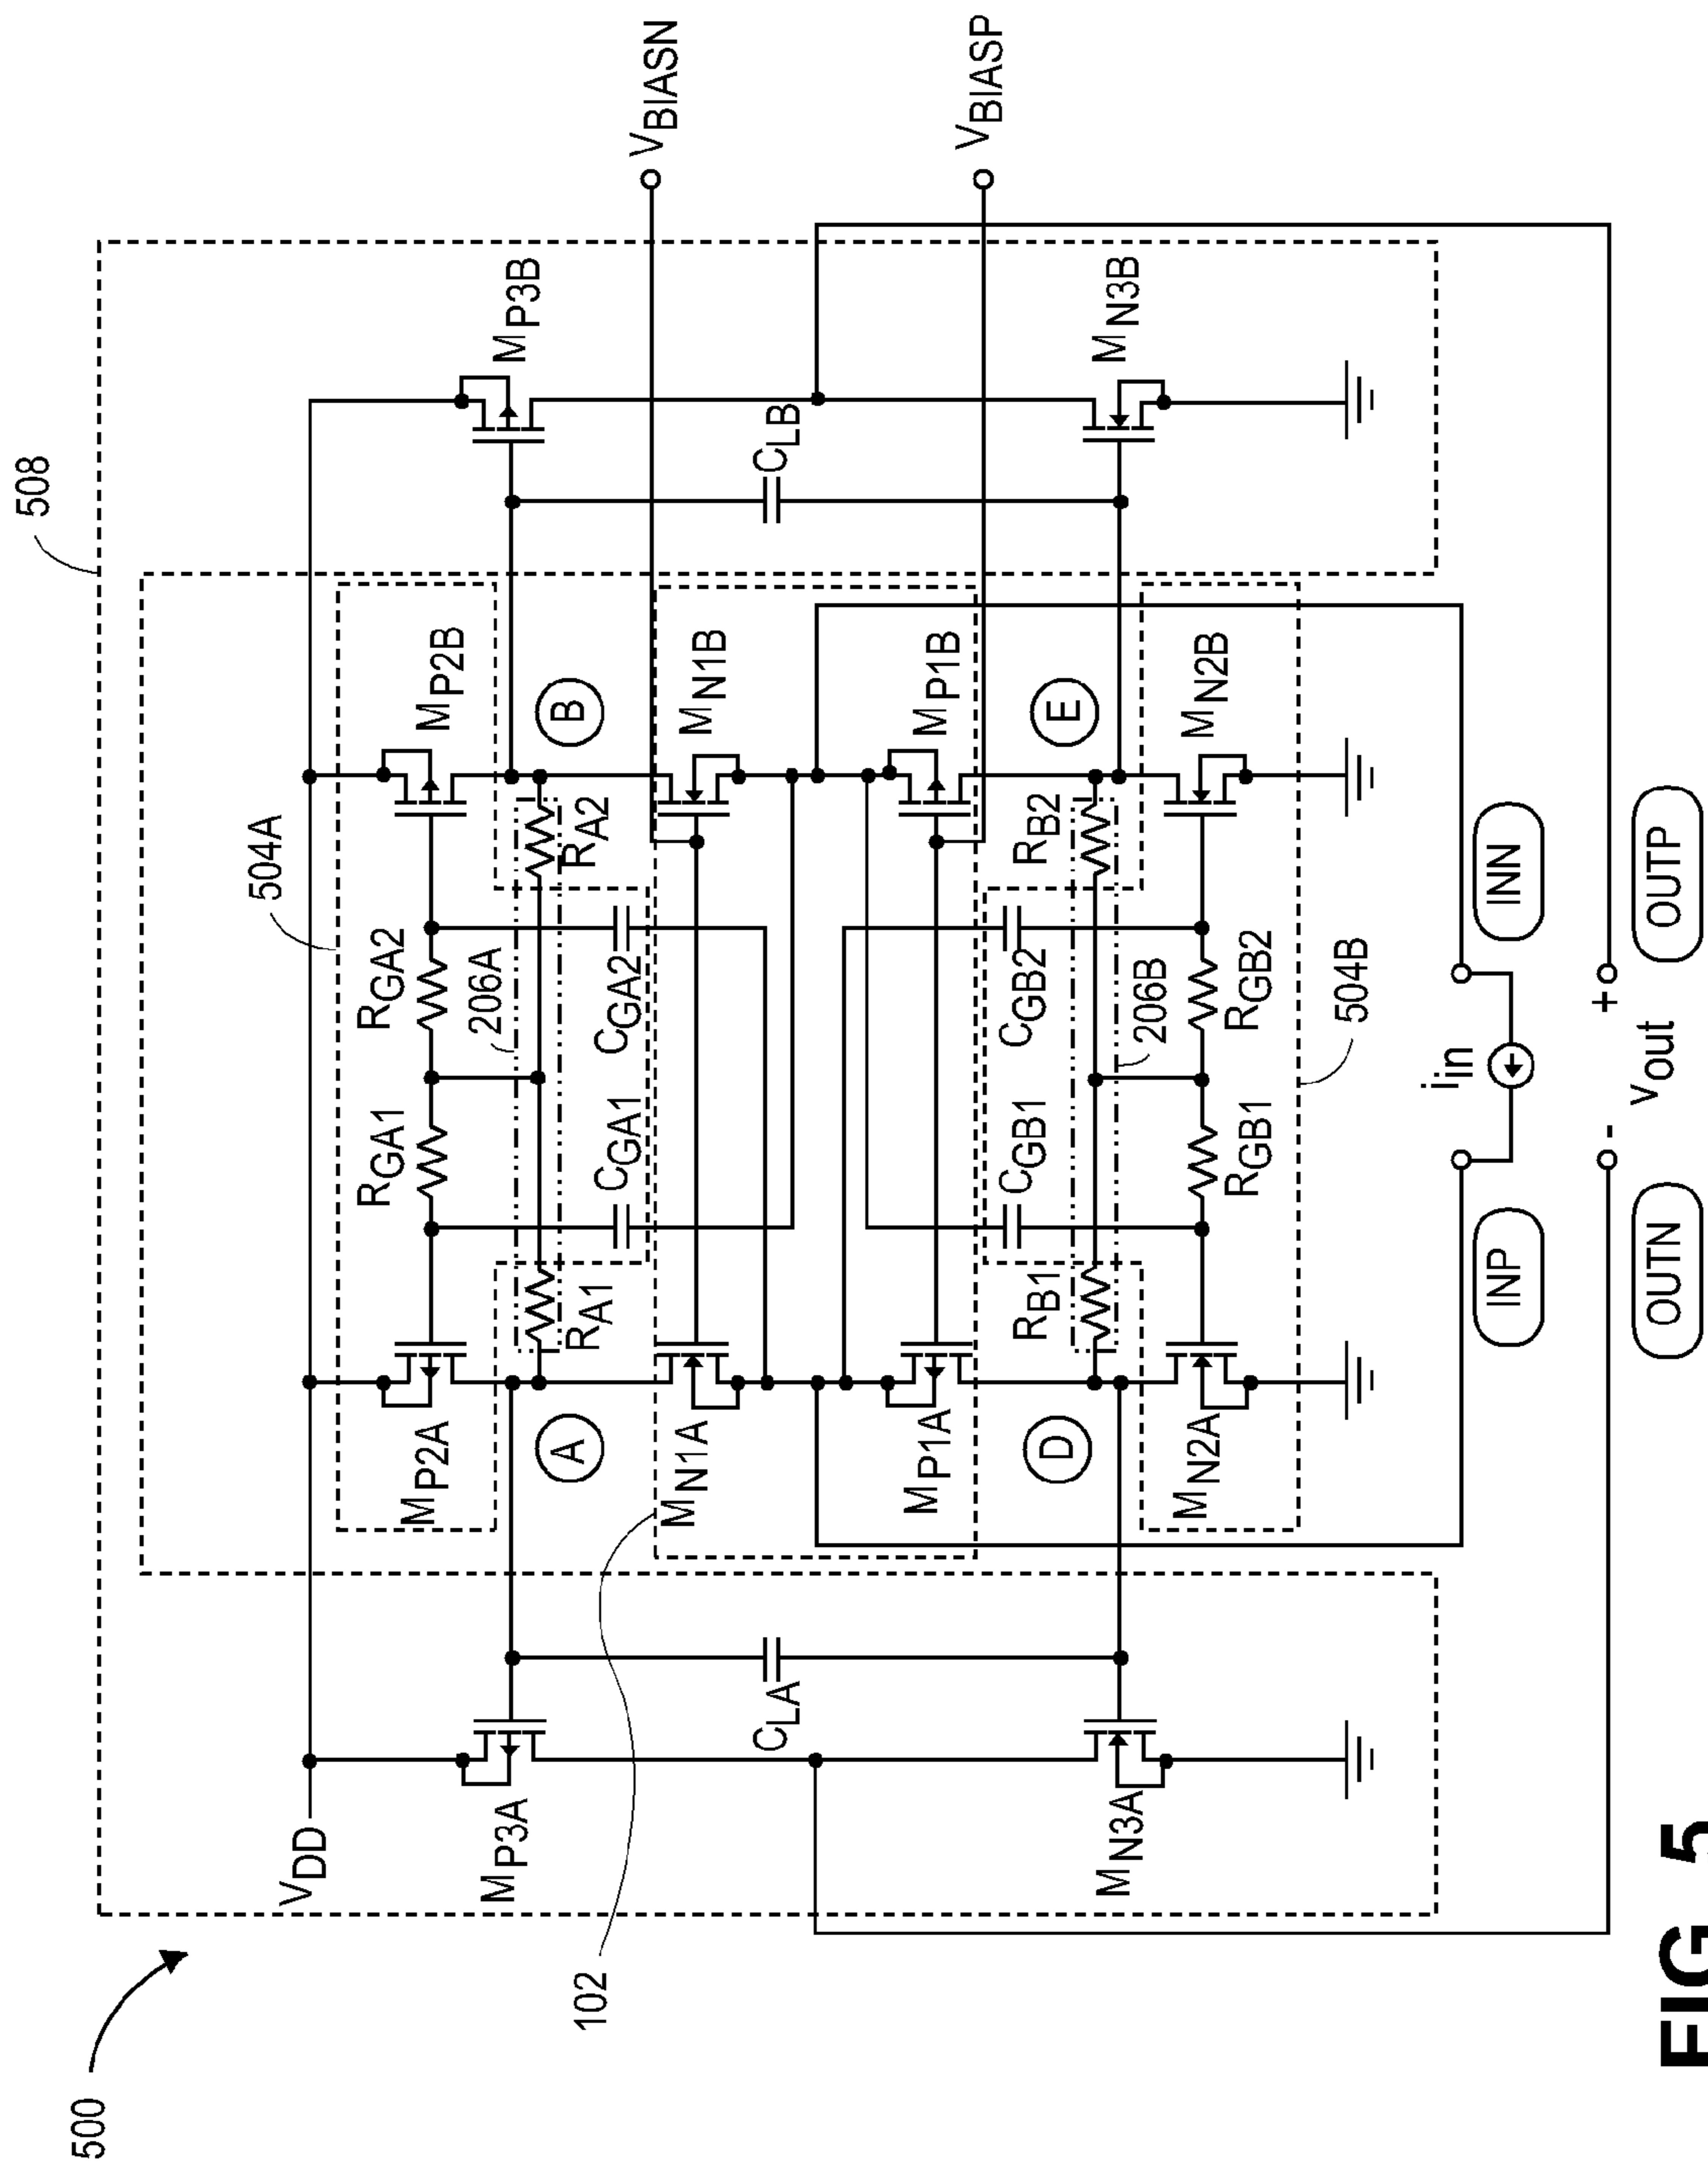 500
508
V_DD
504A
M_P2A
R_GA1
R_GA2
M_P2B
M_P3A
M_P3B
206A
A
B
R_A1
R_A2
C_GA1
C_GA2
102
M_N1A
M_N1B
V_BIASN
C_LA
C_LB
M_P1A
M_P1B
V_BIASP
C_GB1
C_GB2
R_B1
R_B2
D
E
206B
M_N3A
M_N3B
M_N2A
R_GB1
R_GB2
M_N2B
504B
i_in
INP
INN
- +
v_out
OUTN
OUTP
FIG. 5